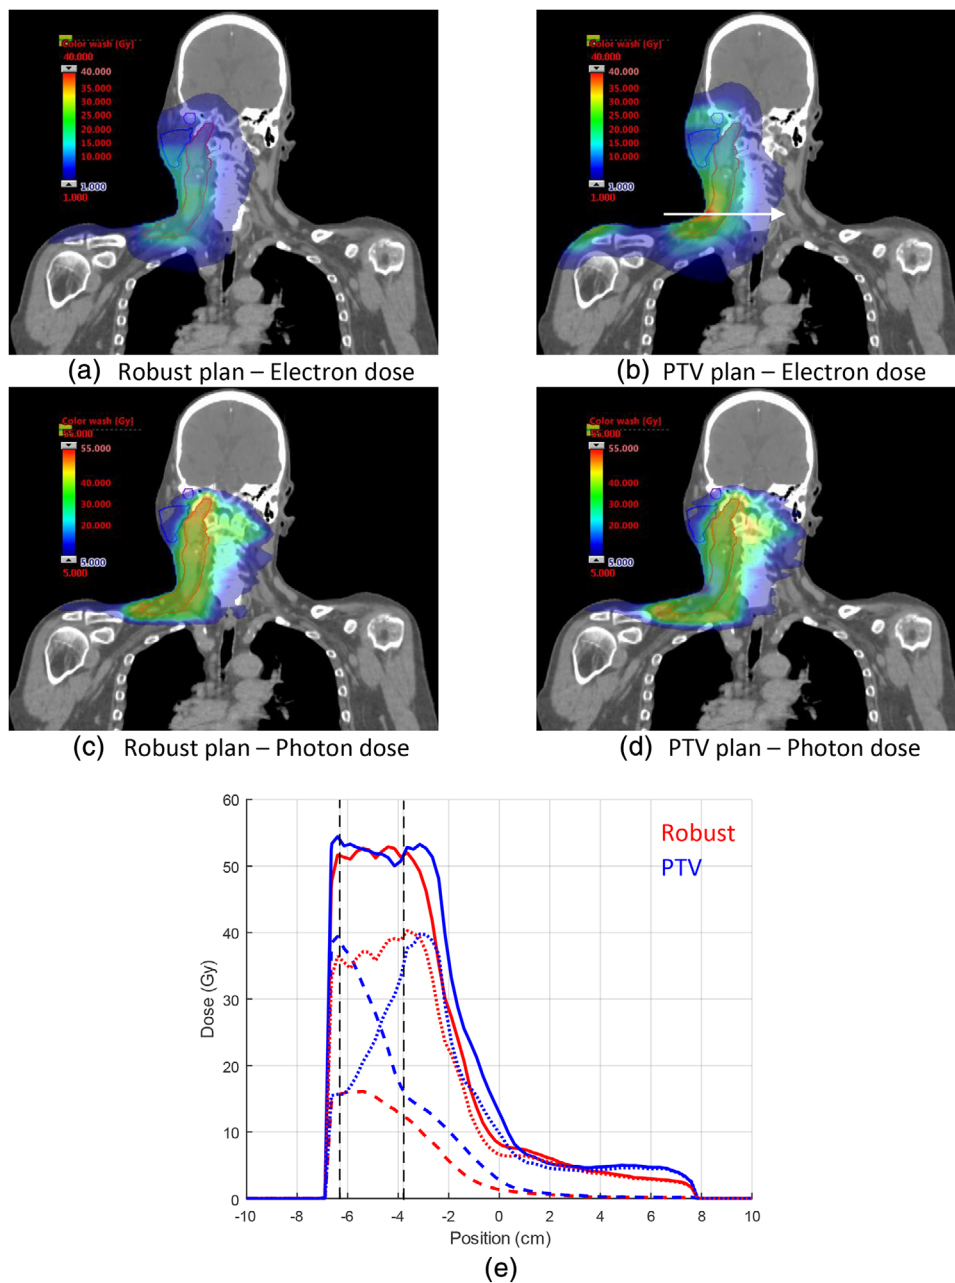 Color wash (Gy)
40.000
40.000
35.000
30.000
25.000
20.000
15.000
10.000
1.000
1.000
(a) Robust plan – Electron dose
Color wash (Gy)
40.000
40.000
35.000
30.000
25.000
20.000
15.000
10.000
1.000
1.000
(b) PTV plan – Electron dose
Color wash (Gy)
55.000
40.000
30.000
20.000
5.000
5.000
(c) Robust plan – Photon dose
Color wash (Gy)
55.000
40.000
30.000
20.000
5.000
5.000
(d) PTV plan – Photon dose
60
50
40
30
20
10
0
Dose (Gy)
Robust
PTV
-10 -8 -6 -4 -2 0 2 4 6 8 10
Position (cm)
(e)